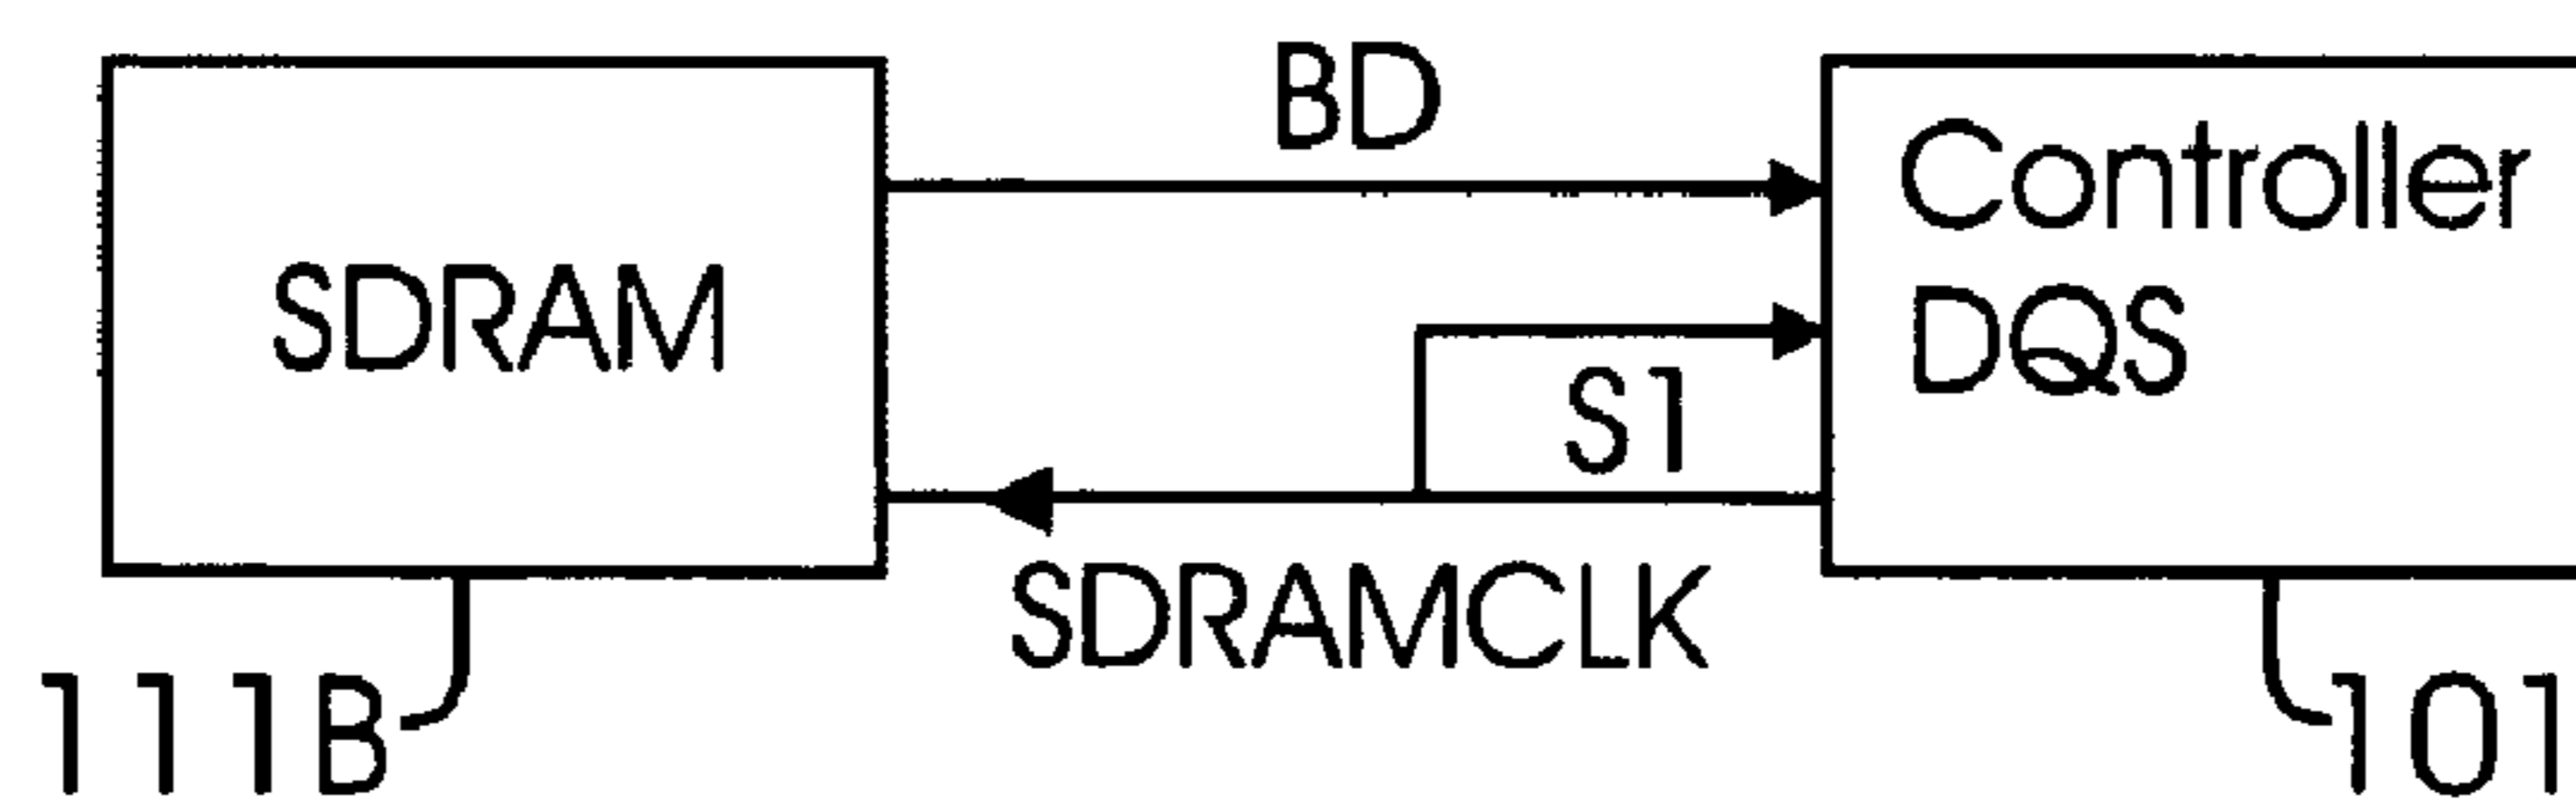 BD
Controller
SDRAM
DQS
S1
SDRAMCLK
111B
101